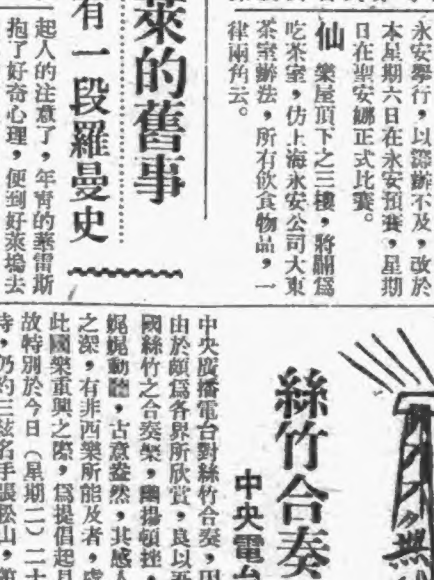 永安舉行，以籌辦不及，改於
本星期六日在永安預賽，星期
日在聖安娜正式比賽。
仙樂屋頂下之三樓，將闢爲
吃茶室，仿上海永安公司大東
茶室辦法，所有飲食物品，一
律兩角云。
萊的舊事
有一段羅曼史
起人的注意了，年靑的華雷斯
抱了好奇心理，便到好萊塢去
絲竹合奏
中央電台
中央廣播電台對絲竹合奏，
由於頗爲各界所欣賞，良以吾
國絲竹之合奏樂，幽揚頓挫，
娓娓動聽，古意盎然，其感人
之深，有非西樂所能及者，
此國樂重興之際，爲提倡起見
故特別於今日（星期二）二十
時，仍約三絃名手張松山，